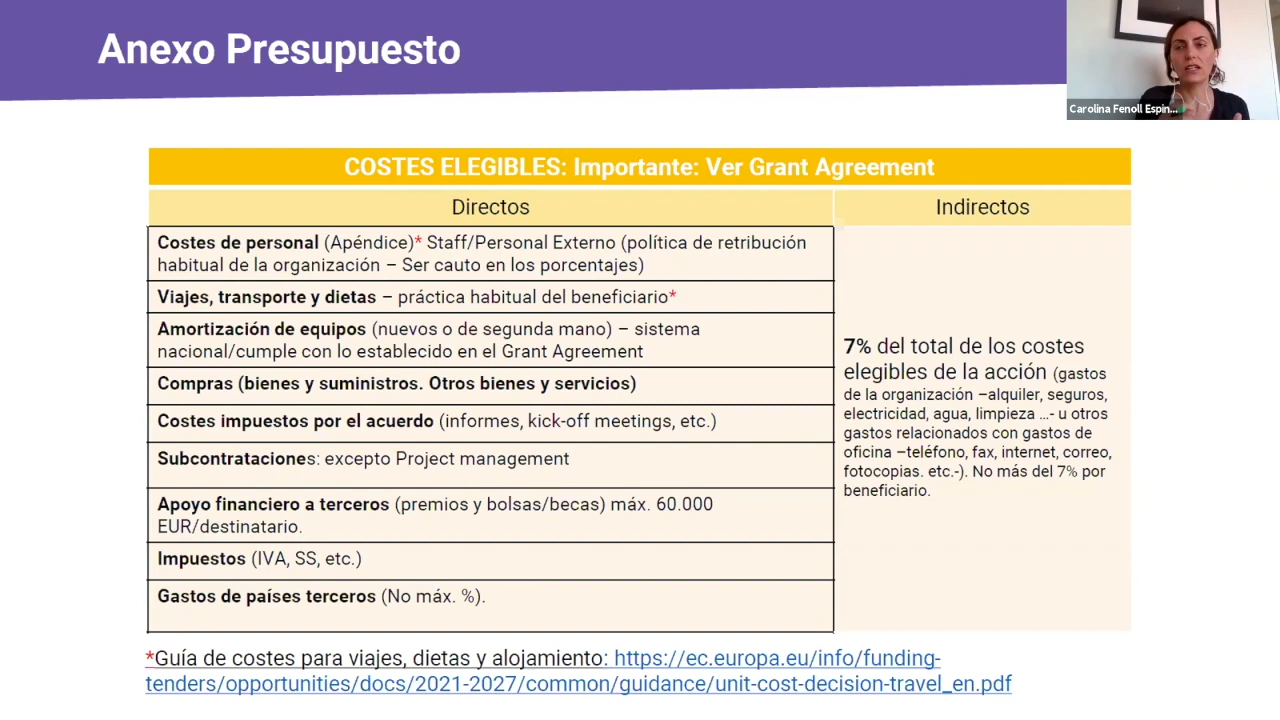 Anexo Presupuesto
Carolina Fenoll Espin...
COSTES ELEGIBLES: Importante: Ver Grant Agreement
Directos
Indirectos
Costes de personal (Apéndice)* Staff/Personal Externo (política de retribución
habitual de la organización – Ser cauto en los porcentajes)
Viajes, transporte y dietas – práctica habitual del beneficiario*
Amortización de equipos (nuevos o de segunda mano) – sistema
nacional/cumple con lo establecido en el Grant Agreement
Compras (bienes y suministros. Otros bienes y servicios)
Costes impuestos por el acuerdo (informes, kick-off meetings, etc.)
Subcontrataciones: excepto Project management
Apoyo financiero a terceros (premios y bolsas/becas) máx. 60.000
EUR/destinatario.
Impuestos (IVA, SS, etc.)
Gastos de países terceros (No máx. %).
7% del total de los costes
elegibles de la acción (gastos
de la organización –alquiler, seguros,
electricidad, agua, limpieza ...- u otros
gastos relacionados con gastos de
oficina –teléfono, fax, internet, correo,
fotocopias. etc.-). No más del 7% por
beneficiario.
*Guía de costes para viajes, dietas y alojamiento: https://ec.europa.eu/info/funding-
tenders/opportunities/docs/2021-2027/common/guidance/unit-cost-decision-travel_en.pdf